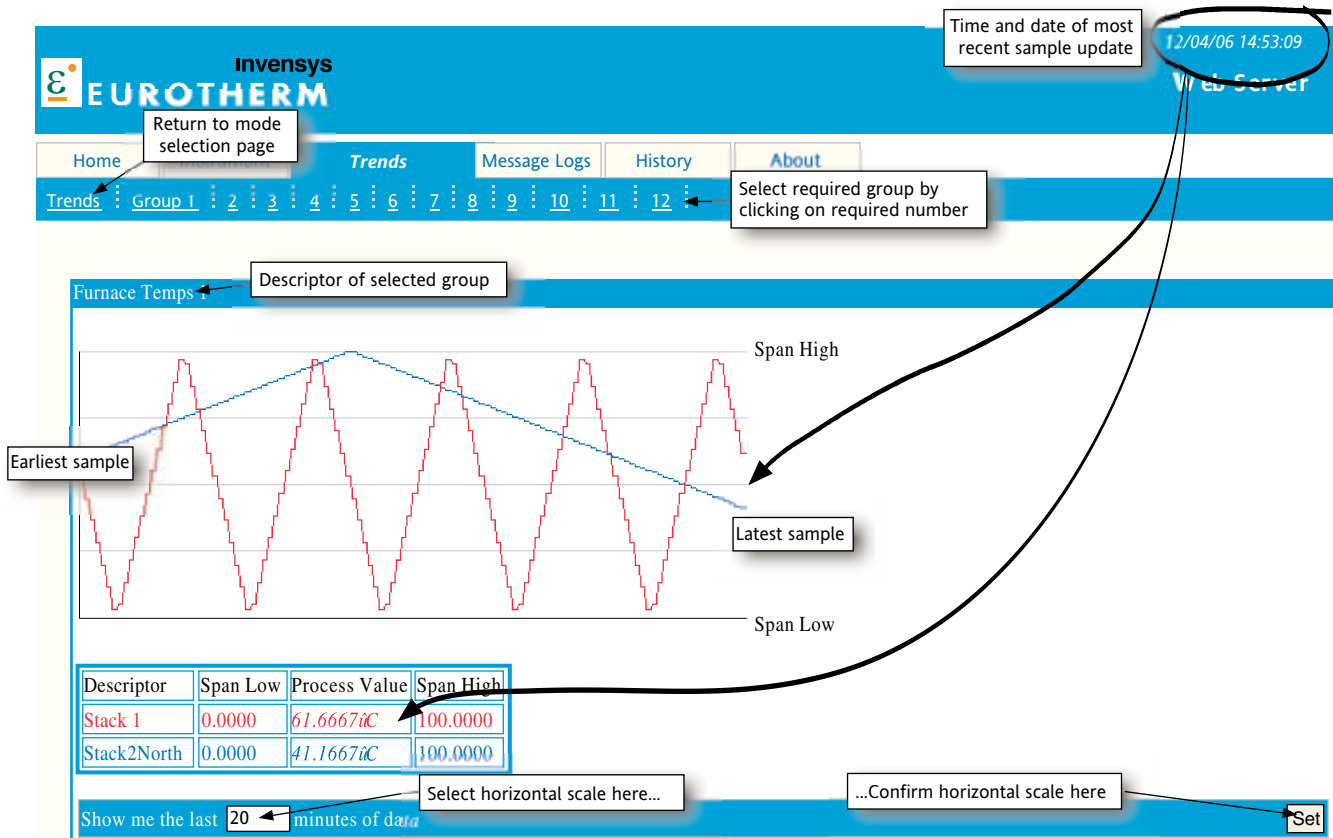 Time and date of most
recent sample update
12/04/06 14:53:09
Web Server
invensys
EUROTHERM
Return to mode
selection page
Home Instrument Trends Message Logs History About
Trends Group 1 2 3 4 5 6 7 8 9 10 11 12
Select required group by
clicking on required number
Furnace Temps 1
Descriptor of selected group
Span High
Earliest sample
Latest sample
Span Low
Descriptor Span Low Process Value Span High
Stack 1 0.0000 61.6667ûC 100.0000
Stack2North 0.0000 41.1667ûC 100.0000
Select horizontal scale here...
...Confirm horizontal scale here
Show me the last 20 minutes of data
Set